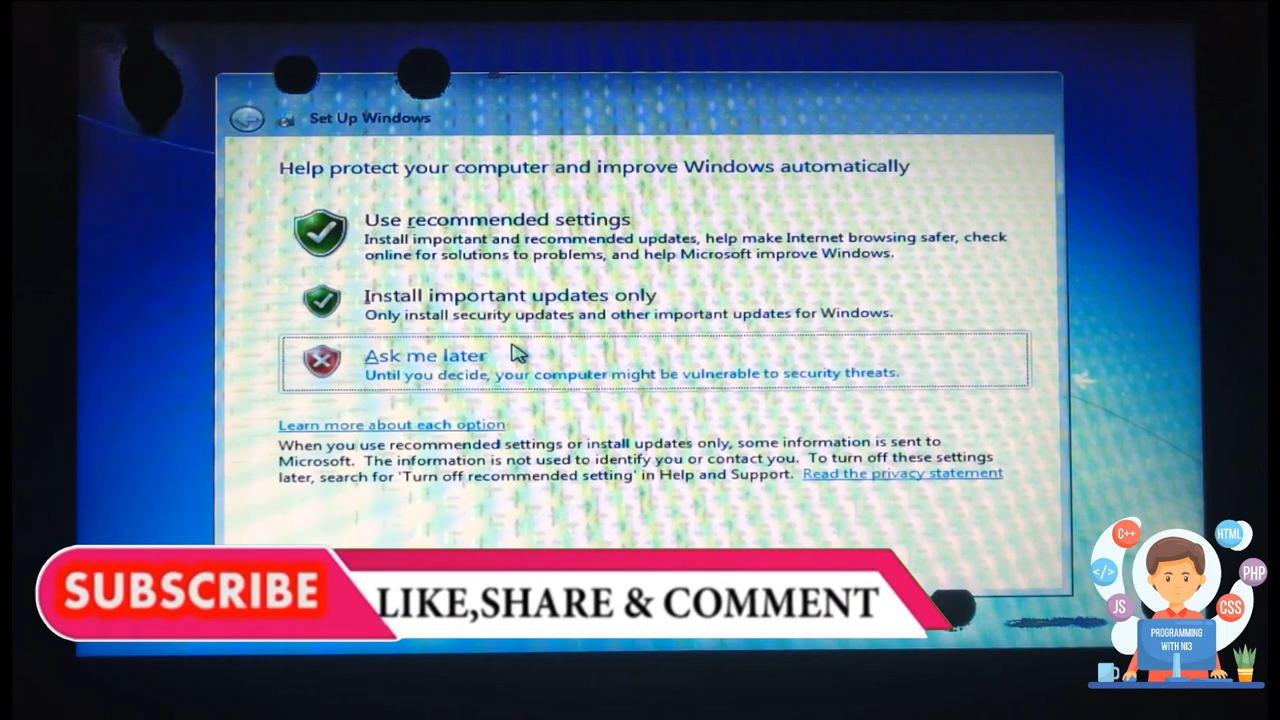 Set Up Windows
Help protect your computer and improve Windows automatically
Use recommended settings
Install important and recommended updates, help make Internet browsing safer, check
online for solutions to problems, and help Microsoft improve Windows.
Install important updates only
Only install security updates and other important updates for Windows.
Ask me later
Until you decide, your computer might be vulnerable to security threats.
Learn more about each option
When you use recommended settings or install updates only, some information is sent to
Microsoft. The information is not used to identify you or contact you. To turn off these settings
later, search for 'Turn off recommended setting' in Help and Support. Read the privacy statement
SUBSCRIBE
LIKE,SHARE & COMMENT
C++
HTML
</>
PHP
JS
CSS
PROGRAMMING
WITH NI3